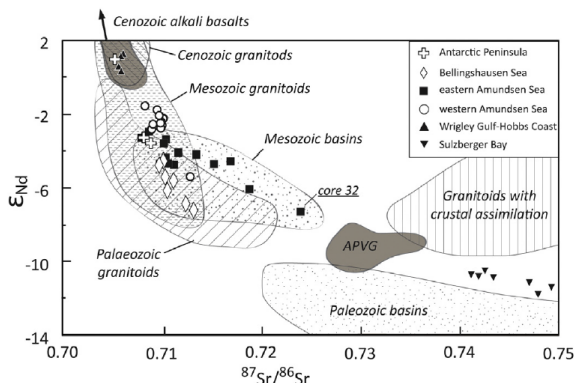 Cenozoic alkali basalts
2
Cenozoic granitods
Mesozoic granitoids
Antarctic Peninsula
Bellingshausen Sea
eastern Amundsen Sea
western Amundsen Sea
Wrigley Gulf-Hobbs Coast
Sulzberger Bay
-2
Mesozoic basins
εNd
-6
core 32
Granitoids with
crustal assimilation
APVG
Palaeozoic
granitoids
-10
Paleozoic basins
-14
0.70
0.71
0.72
0.73
0.74
0.75
87Sr/86Sr